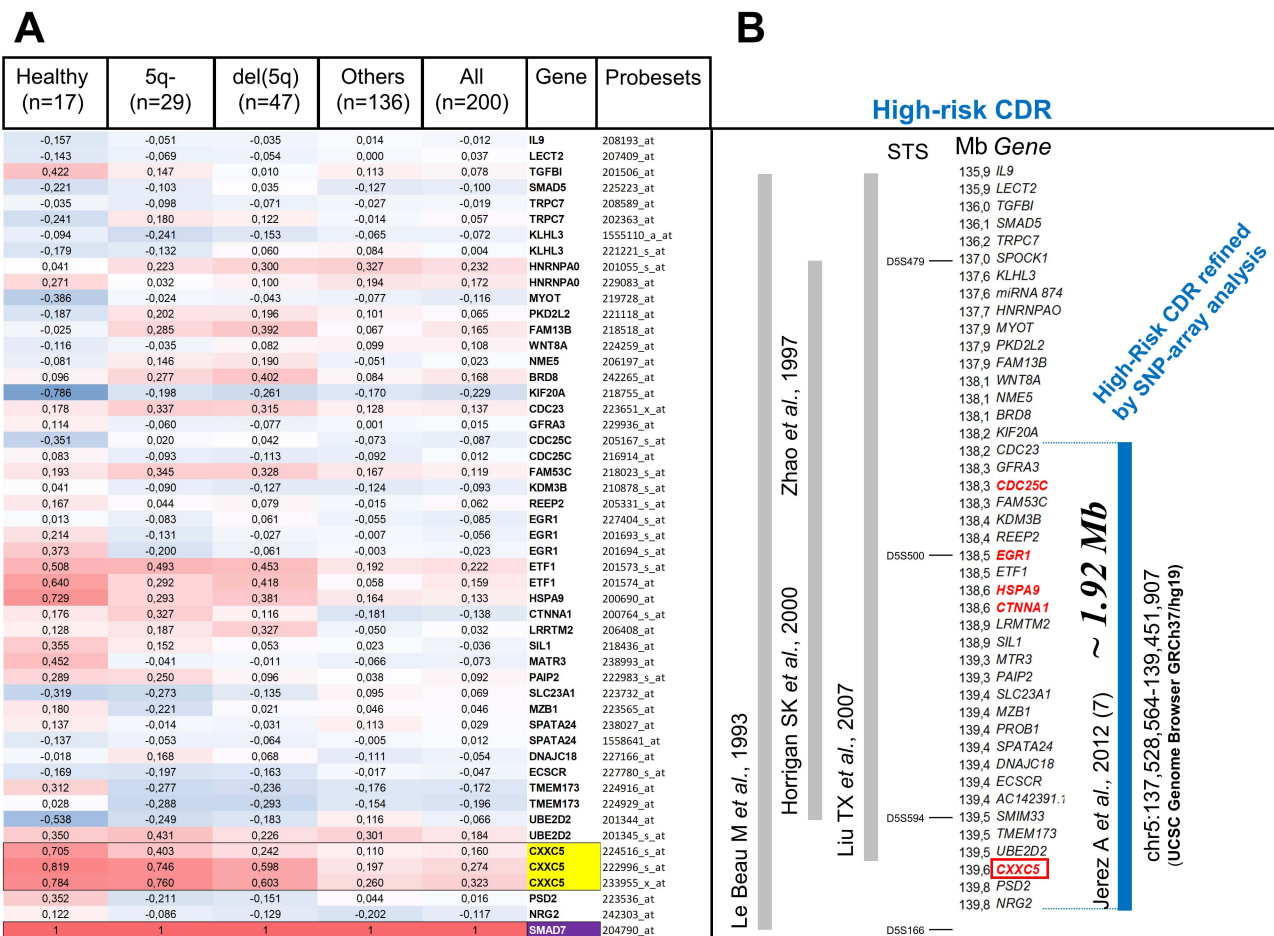 A
Healthy (n=17) 5q- (n=29) del(5q) (n=47) Others (n=136) All (n=200) Gene Probesets
-0,157 -0,051 -0,035 0,014 -0,012 IL9 208193_at
-0,143 -0,069 -0,054 0,000 0,037 LECT2 207409_at
0,422 0,147 0,010 0,113 0,078 TGFBI 201506_at
-0,221 -0,103 0,035 -0,127 -0,100 SMAD5 225223_at
-0,035 -0,098 -0,071 -0,027 -0,019 TRPC7 208589_at
-0,241 0,180 0,122 -0,014 0,057 TRPC7 202363_at
-0,094 -0,241 -0,153 -0,065 -0,072 KLHL3 1555110_a_at
-0,179 -0,132 0,060 0,084 0,004 KLHL3 221221_s_at
0,041 0,223 0,300 0,327 0,232 HNRNPA0 201055_s_at
0,271 0,032 0,100 0,194 0,172 HNRNPA0 229083_at
-0,386 -0,024 -0,043 -0,077 -0,116 MYOT 219728_at
-0,187 0,202 0,196 0,101 0,065 PKD2L2 221118_at
-0,025 0,285 0,392 0,067 0,165 FAM13B 218518_at
-0,116 -0,035 0,082 0,099 0,108 WNT8A 224259_at
-0,081 0,146 0,190 -0,051 0,023 NME5 206197_at
0,096 0,277 0,402 0,084 0,168 BRD8 242265_at
-0,786 -0,198 -0,261 -0,170 -0,229 KIF20A 218755_at
0,178 0,337 0,315 0,128 0,137 CDC23 223651_x_at
0,114 -0,060 -0,077 0,001 0,015 GFRA3 229936_at
-0,351 0,020 0,042 -0,073 -0,087 CDC25C 205167_s_at
0,083 -0,093 -0,113 -0,092 0,012 CDC25C 216914_at
0,193 0,345 0,328 0,167 0,119 FAM53C 218023_s_at
0,041 -0,090 -0,127 -0,124 -0,093 KDM3B 210878_s_at
0,167 0,044 0,079 -0,015 0,062 REEP2 205331_s_at
0,013 -0,083 0,061 -0,055 -0,085 EGR1 227404_s_at
0,214 -0,131 -0,027 -0,007 -0,056 EGR1 201693_s_at
0,373 -0,200 -0,061 -0,003 -0,023 EGR1 201694_s_at
0,508 0,493 0,453 0,192 0,222 ETF1 201573_s_at
0,640 0,292 0,418 0,058 0,159 ETF1 201574_at
0,729 0,293 0,381 0,164 0,133 HSPA9 200690_at
0,176 0,327 0,116 -0,181 -0,138 CTNNA1 200764_s_at
0,128 0,187 0,327 -0,050 0,032 LRRTM2 206408_at
0,355 0,152 0,053 0,023 -0,036 SIL1 218436_at
0,452 -0,041 -0,011 -0,066 -0,073 MATR3 238993_at
0,289 0,250 0,096 0,038 0,092 PAIP2 222983_s_at
-0,319 -0,273 -0,135 0,095 0,069 SLC23A1 223732_at
0,180 -0,221 0,021 0,046 0,046 MZB1 223565_at
0,137 -0,014 -0,031 0,113 0,029 SPATA24 238027_at
-0,137 -0,053 -0,064 -0,005 0,012 SPATA24 1558641_at
-0,018 0,168 0,068 -0,111 -0,054 DNAJC18 227166_at
-0,169 -0,197 -0,163 -0,017 -0,047 ECSCR 227780_s_at
0,312 -0,277 -0,236 -0,176 -0,172 TMEM173 224916_at
0,028 -0,288 -0,293 -0,154 -0,196 TMEM173 224929_at
-0,538 -0,249 -0,183 0,116 -0,066 UBE2D2 201344_at
0,350 0,431 0,226 0,301 0,184 UBE2D2 201345_s_at
0,705 0,403 0,242 0,110 0,160 CXXC5 224516_s_at
0,819 0,746 0,598 0,197 0,274 CXXC5 222996_s_at
0,784 0,760 0,603 0,260 0,323 CXXC5 233955_x_at
0,352 -0,211 -0,151 0,044 0,016 PSD2 223536_at
0,122 -0,086 -0,129 -0,202 -0,117 NRG2 242303_at
1 1 1 1 1 SMAD7 204790_at
B
High-risk CDR
STS Mb Gene
135,9 IL9
135,9 LECT2
136,0 TGFBI
136,1 SMAD5
136,2 TRPC7
D5S479 137,0 SPOCK1
137,6 KLHL3
137,6 miRNA 874
137,7 HNRNPAO
137,9 MYOT
137,9 PKD2L2
137,9 FAM13B
138,1 WNT8A
138,1 NME5
138,1 BRD8
138,2 KIF20A
138,2 CDC23
138,3 GFRA3
138,3 CDC25C
138,3 FAM53C
138,4 KDM3B
138,4 REEP2
D5S500 138,5 EGR1
138,5 ETF1
138,6 HSPA9
138,6 CTNNA1
138,9 LRMTM2
138,9 SIL1
139,3 MTR3
139,3 PAIP2
139,4 SLC23A1
139,4 MZB1
139,4 PROB1
139,4 SPATA24
139,4 DNAJC18
139,4 ECSCR
139,4 AC142391.1
D5S594 139,5 SMIM33
139,5 TMEM173
139,5 UBE2D2
139,6 CXXC5
139,8 PSD2
139,8 NRG2
D5S166
Le Beau M et al., 1993
Horrigan SK et al., 2000
Zhao et al., 1997
Liu TX et al., 2007
Jerez A et al., 2012 (7)
~ 1.92 Mb
High-Risk CDR refined
by SNP-array analysis
chr5:137,528,564-139,451,907
(UCSC Genome Browser GRCh37/hg19)